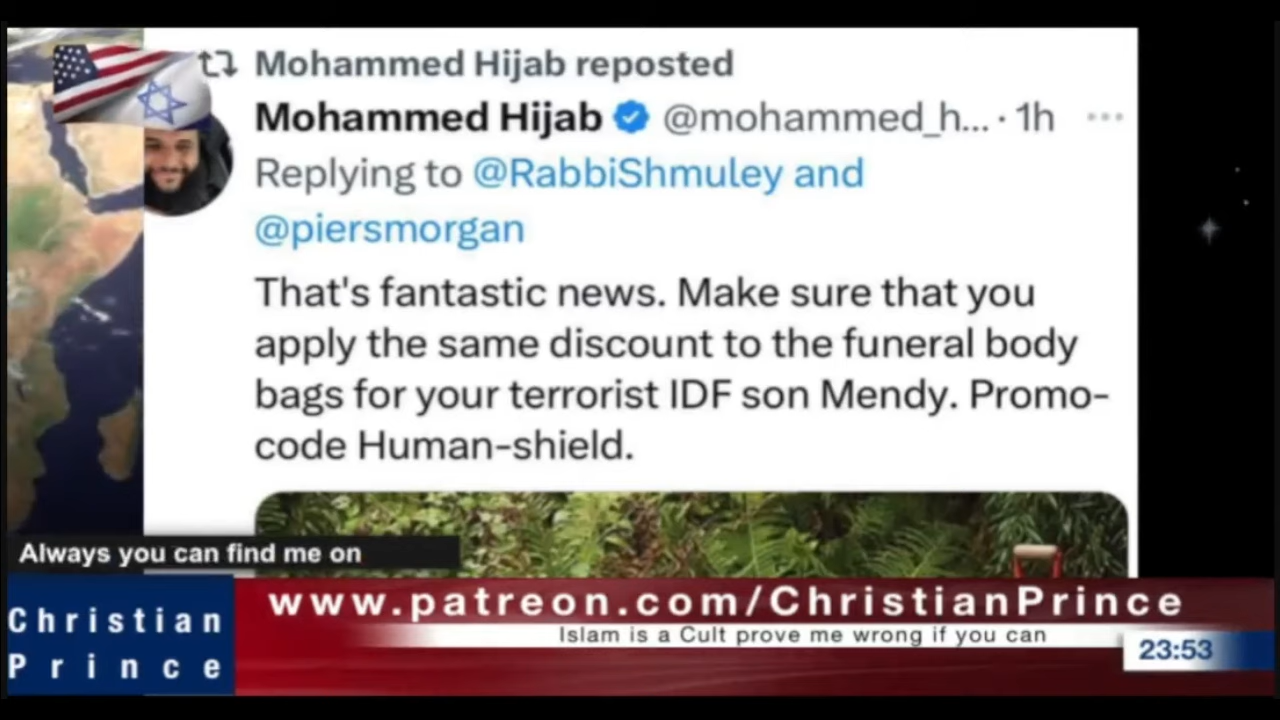 Mohammed Hijab reposted
Mohammed Hijab @mohammed_h... · 1h ...
Replying to @RabbiShmuley and
@piersmorgan
That's fantastic news. Make sure that you
apply the same discount to the funeral body
bags for your terrorist IDF son Mendy. Promo-
code Human-shield.
Always you can find me on
www.patreon.com/ChristianPrince
Islam is a Cult prove me wrong if you can
Christian
Prince
23:53